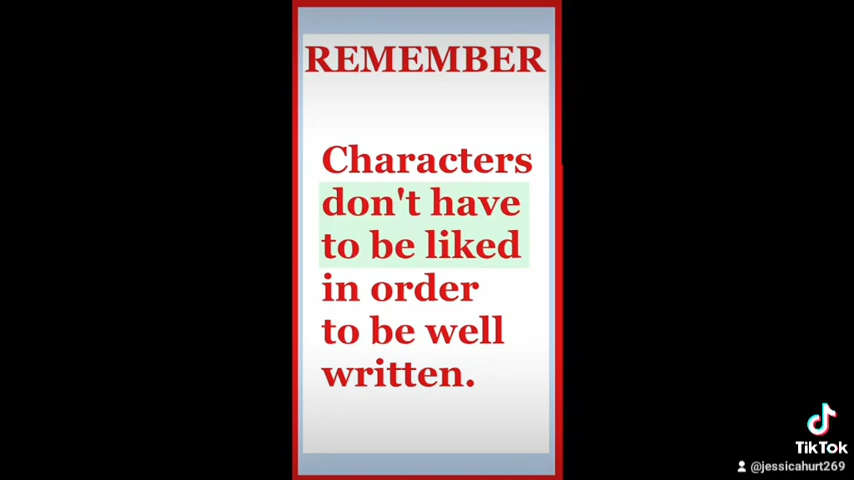 REMEMBER
Characters
don't have
to be liked
in order
to be well
written.
TikTok
@jessicahurt269